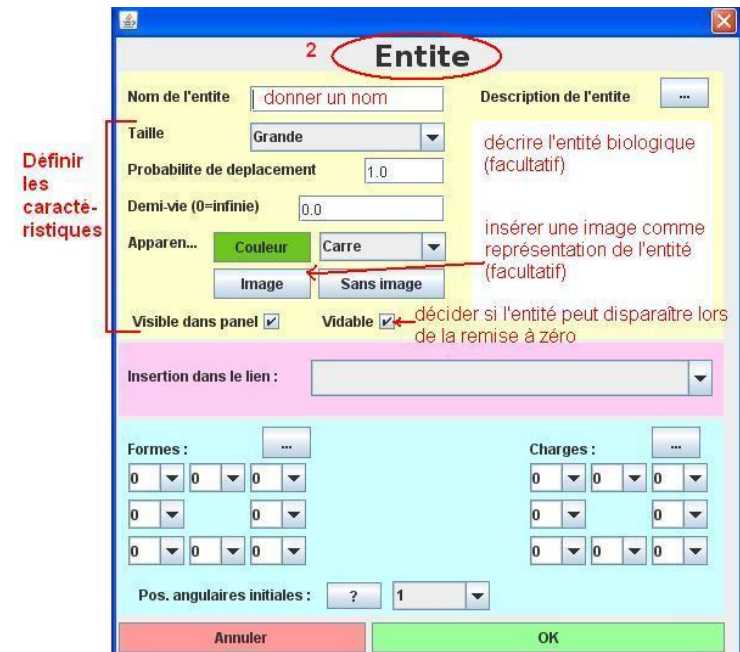 2
Entite
Nom de l'entite
donner un nom
Description de l'entite
...
Taille
Grande
décrire l'entité biologique
(facultatif)
Définir
les
caracté-
ristiques
Probabilite de deplacement
1.0
Demi-vie (0=infinie)
0.0
insérer une image comme
représentation de l'entité
(facultatif)
Apparen...
Couleur
Carre
Image
Sans image
Visible dans panel
Vidable
décider si l'entité peut disparaître lors
de la remise à zéro
Insertion dans le lien :
Formes :
...
Charges :
...
0 0 0
0 0 0
0 0
0 0
0 0 0
0 0 0
Pos. angulaires initiales :
?
1
Annuler
OK